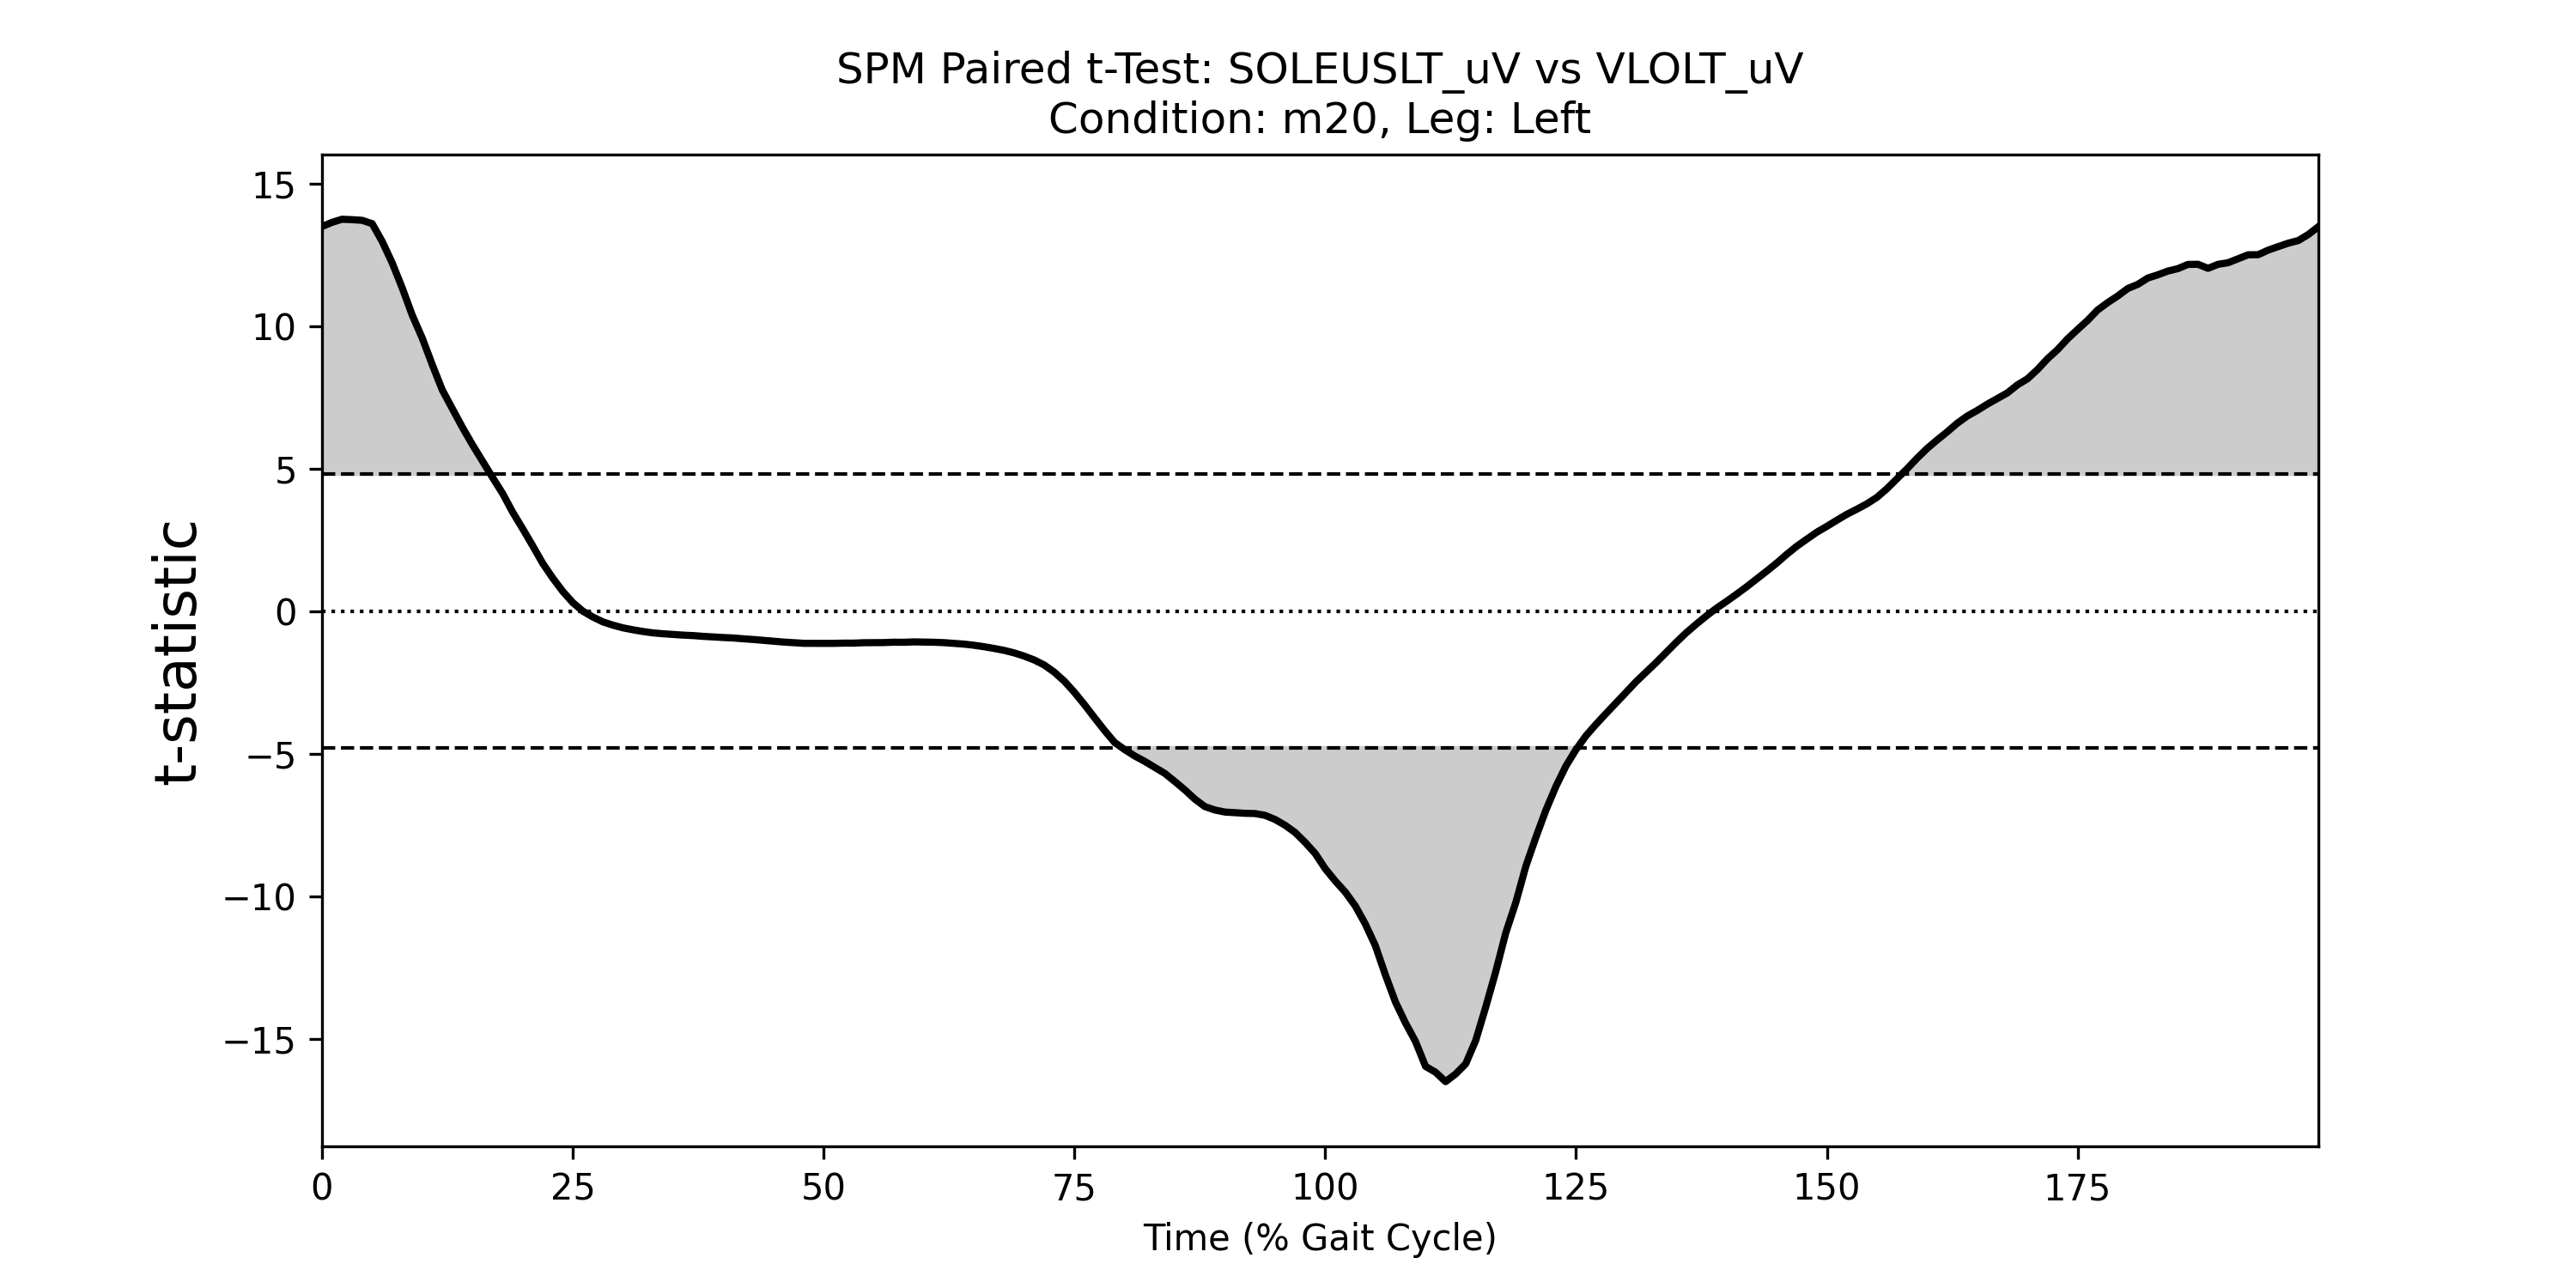 SPM Paired t-Test: SOLEUSLT_uV vs VLOLT_uV
Condition: m20, Leg: Left
15
10
5
0
−5
−10
−15
t-statistic
0 25 50 75 100 125 150 175
Time (% Gait Cycle)